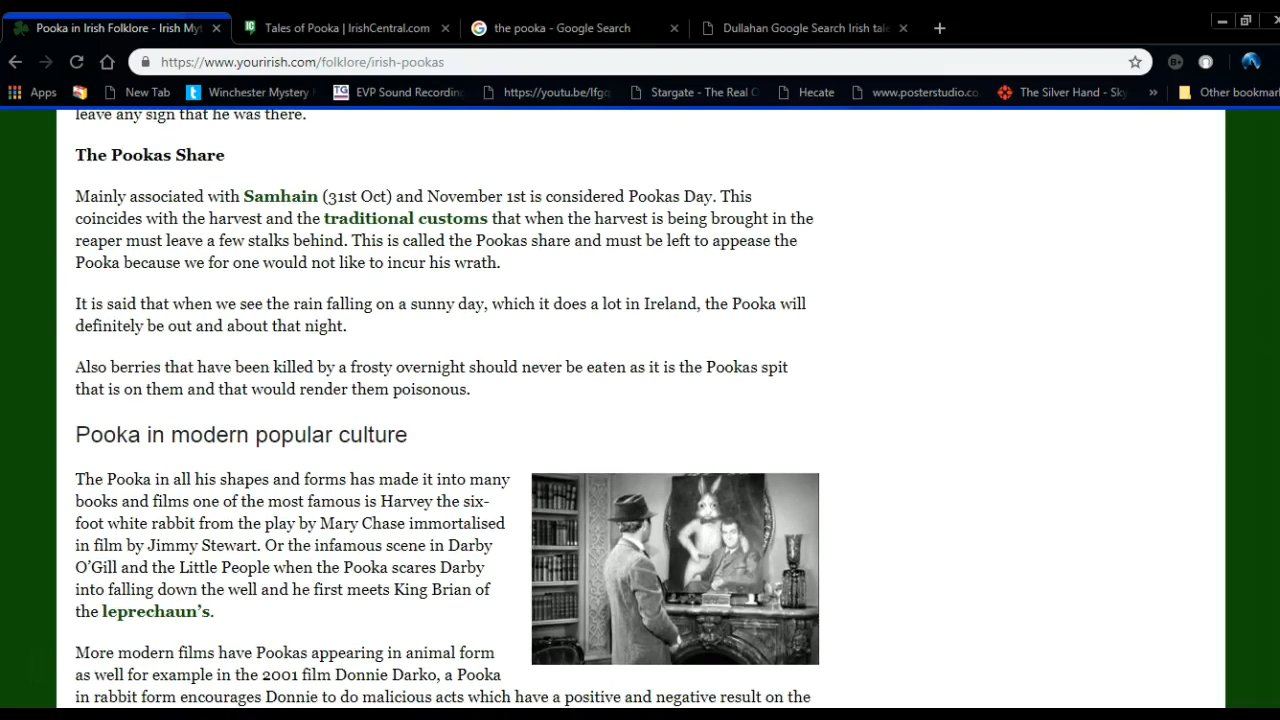 Pooka in Irish Folklore - Irish Myt
Tales of Pooka | IrishCentral.com
the pooka - Google Search
Dullahan Google Search Irish tale
https://www.yourirish.com/folklore/irish-pookas
Apps
New Tab
Winchester Mystery
TG
EVP Sound Recording
https://youtu.be/Ifgq
Stargate - The Real O
Hecate
www.posterstudio.co
The Silver Hand - Sky
»
Other bookmar
leave any sign that he was there.
The Pookas Share
Mainly associated with Samhain (31st Oct) and November 1st is considered Pookas Day. This
coincides with the harvest and the traditional customs that when the harvest is being brought in the
reaper must leave a few stalks behind. This is called the Pookas share and must be left to appease the
Pooka because we for one would not like to incur his wrath.
It is said that when we see the rain falling on a sunny day, which it does a lot in Ireland, the Pooka will
definitely be out and about that night.
Also berries that have been killed by a frosty overnight should never be eaten as it is the Pookas spit
that is on them and that would render them poisonous.
Pooka in modern popular culture
The Pooka in all his shapes and forms has made it into many
books and films one of the most famous is Harvey the six-
foot white rabbit from the play by Mary Chase immortalised
in film by Jimmy Stewart. Or the infamous scene in Darby
O’Gill and the Little People when the Pooka scares Darby
into falling down the well and he first meets King Brian of
the leprechaun’s.
More modern films have Pookas appearing in animal form
as well for example in the 2001 film Donnie Darko, a Pooka
in rabbit form encourages Donnie to do malicious acts which have a positive and negative result on the